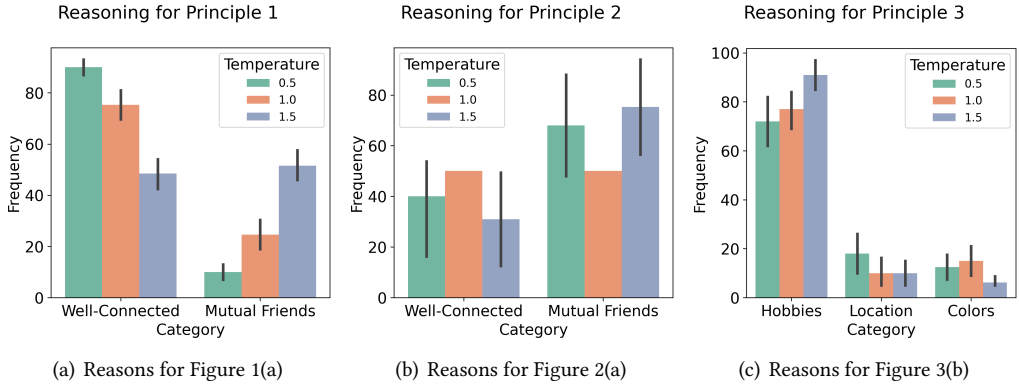 Reasoning for Principle 1
Frequency
80
60
40
20
0
Temperature
0.5
1.0
1.5
Well-Connected Mutual Friends
Category
(a) Reasons for Figure 1(a)
Reasoning for Principle 2
Frequency
80
60
40
20
0
Temperature
0.5
1.0
1.5
Well-Connected Mutual Friends
Category
(b) Reasons for Figure 2(a)
Reasoning for Principle 3
Frequency
100
80
60
40
20
0
Temperature
0.5
1.0
1.5
Hobbies Location Colors
Category
(c) Reasons for Figure 3(b)